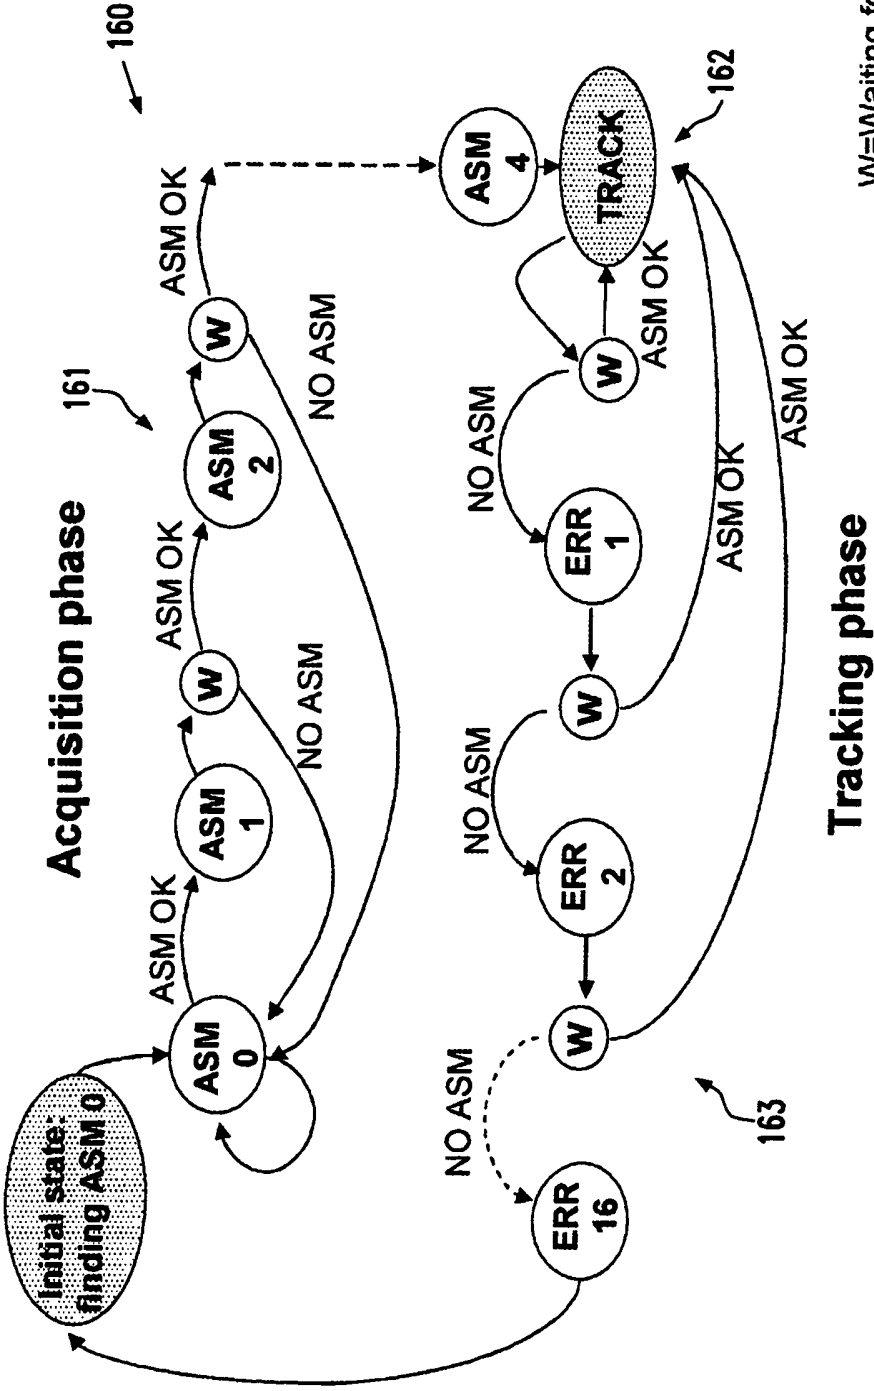 160
Acquisition phase
161
Initial state:
finding ASM 0
ASM
0
ASM OK
ASM
1
W
ASM OK
ASM
2
W
ASM OK
NO ASM
NO ASM
ASM
4
TRACK
162
W
ASM OK
NO ASM
ERR
1
W
ASM OK
NO ASM
ERR
2
W
ASM OK
NO ASM
ERR
16
163
Tracking phase
W=Waiting